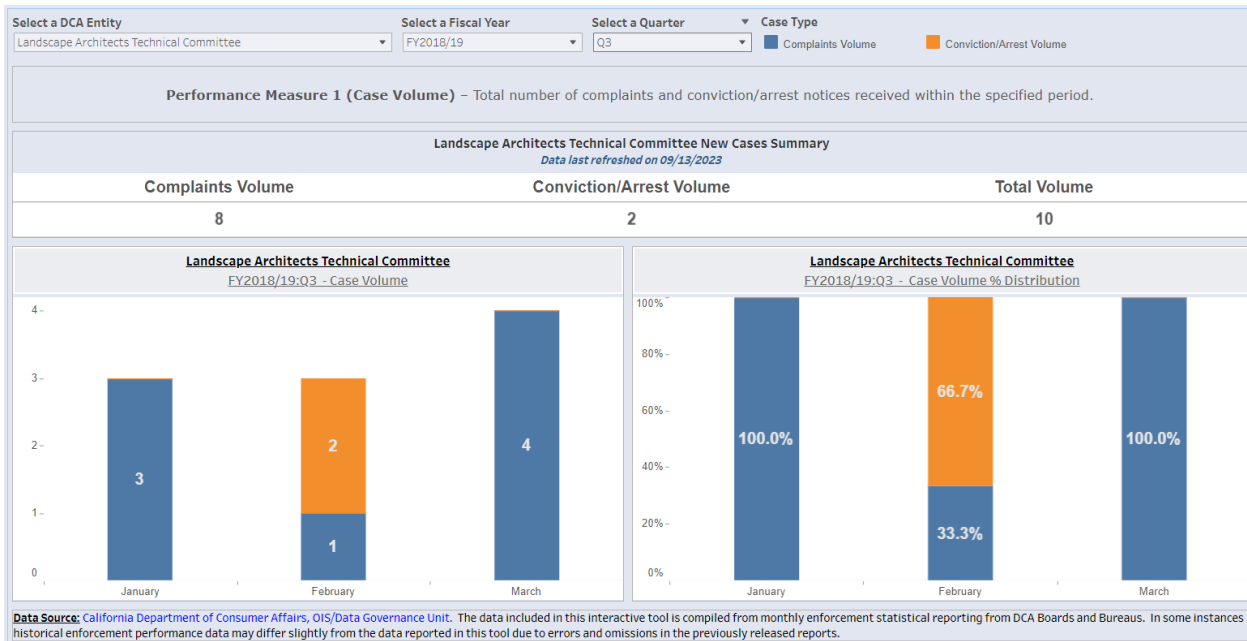 Select a DCA Entity
Select a Fiscal Year
Select a Quarter
Case Type
Landscape Architects Technical Committee
FY2018/19
Q3
Complaints Volume
Conviction/Arrest Volume
Performance Measure 1 (Case Volume) – Total number of complaints and conviction/arrest notices received within the specified period.
Landscape Architects Technical Committee New Cases Summary
Data last refreshed on 09/13/2023
Complaints Volume
Conviction/Arrest Volume
Total Volume
8
2
10
Landscape Architects Technical Committee
FY2018/19:Q3 - Case Volume
4
3
2
1
0
3
2
1
4
January
February
March
Landscape Architects Technical Committee
FY2018/19:Q3 - Case Volume % Distribution
100%
80%
60%
40%
20%
0%
100.0%
66.7%
33.3%
100.0%
January
February
March
Data Source: California Department of Consumer Affairs, OIS/Data Governance Unit. The data included in this interactive tool is compiled from monthly enforcement statistical reporting from DCA Boards and Bureaus. In some instances
historical enforcement performance data may differ slightly from the data reported in this tool due to errors and omissions in the previously released reports.